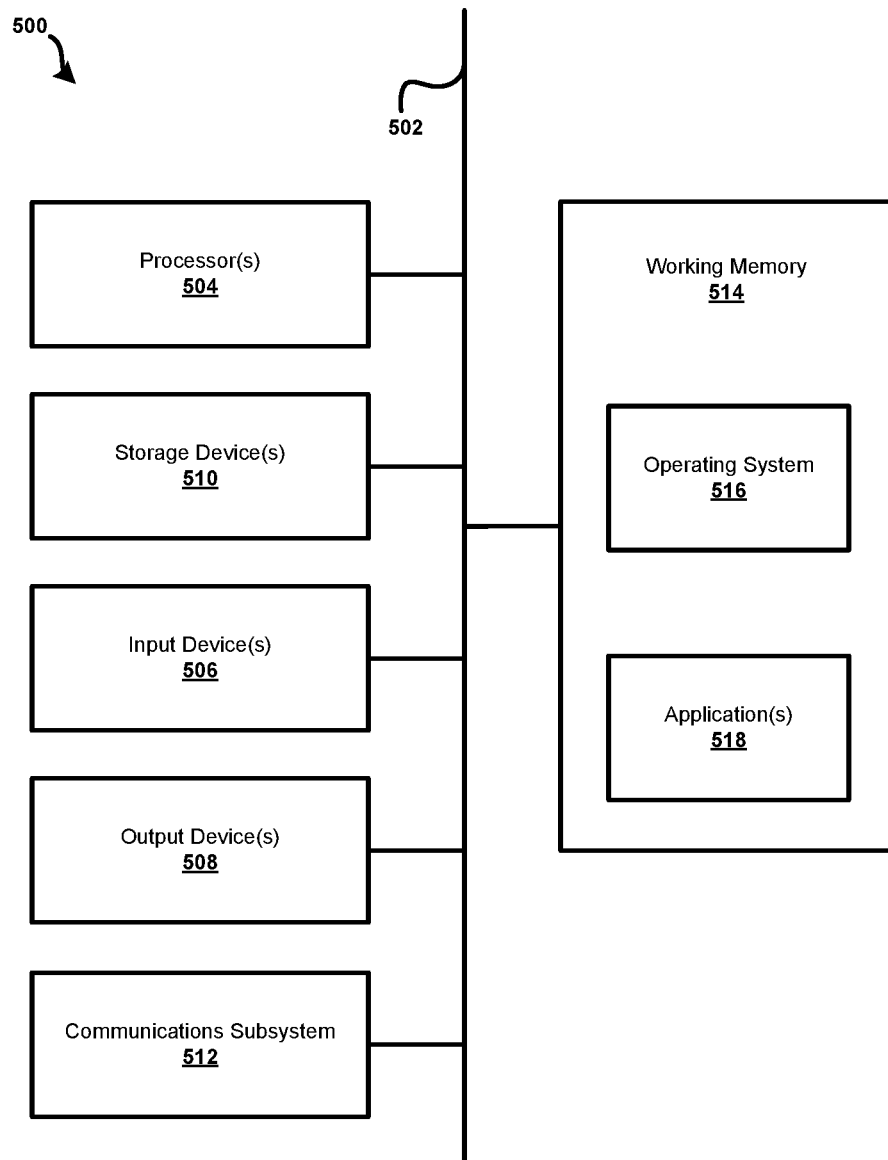 500
502
Processor(s)
504
Storage Device(s)
510
Input Device(s)
506
Output Device(s)
508
Communications Subsystem
512
Working Memory
514
Operating System
516
Application(s)
518